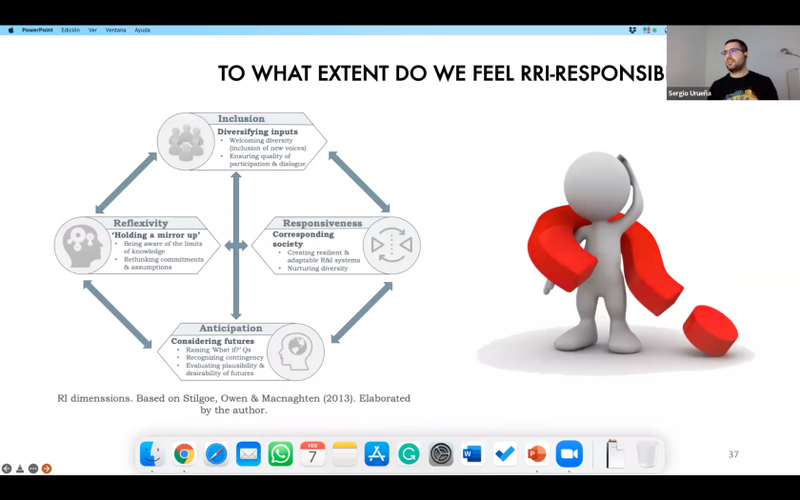 PowerPoint Edición Ver Ventana Ayuda
TO WHAT EXTENT DO WE FEEL RRI-RESPONSIB
Sergio Urueña
Inclusion
Diversifying inputs
• Welcoming diversity
(inclusion of new voices)
• Ensuring quality of
participation & dialogue
Reflexivity
'Holding a mirror up'
• Being aware of the limits
of knowledge
• Rethinking commitments
& assumptions
Responsiveness
Corresponding
society
• Creating resilient &
adaptable R&I systems
• Nurturing diversity
Anticipation
Considering futures
• Raising 'What if?' Qs
• Recognizing contingency
• Evaluating plausibility &
desirability of futures
RI dimenssions. Based on Stilgoe, Owen & Macnaghten (2013). Elaborated
by the author.
FEB
7
W
P
37